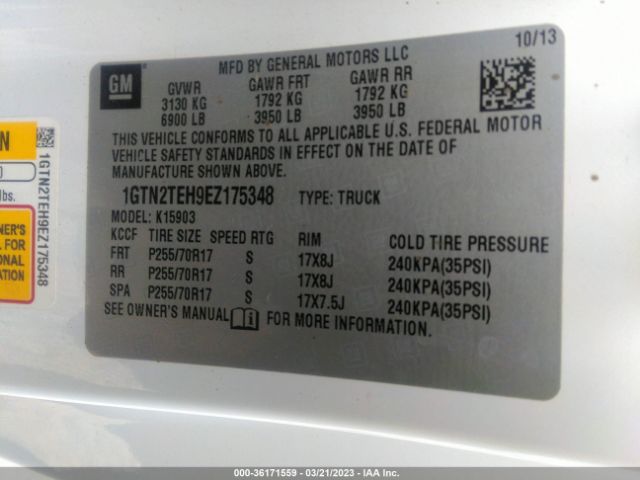 GM
MFD BY GENERAL MOTORS LLC
10/13
GVWR GAWR FRT GAWR RR
3130 KG 1792 KG 1792 KG
6900 LB 3950 LB 3950 LB
THIS VEHICLE CONFORMS TO ALL APPLICABLE U.S. FEDERAL MOTOR
VEHICLE SAFETY STANDARDS IN EFFECT ON THE DATE OF
MANUFACTURE SHOWN ABOVE.
1GTN2TEH9EZ175348 TYPE: TRUCK
MODEL: K15903
KCCF TIRE SIZE SPEED RTG RIM COLD TIRE PRESSURE
FRT P255/70R17 S 17X8J 240KPA(35PSI)
RR P255/70R17 S 17X8J 240KPA(35PSI)
SPA P255/70R17 S 17X7.5J 240KPA(35PSI)
SEE OWNER'S MANUAL FOR MORE INFORMATION.
1GTN2TEH9EZ175348
lbs.
NER'S
FOR
ONAL
000-36171559 — 03/21/2023 — IAA Inc.